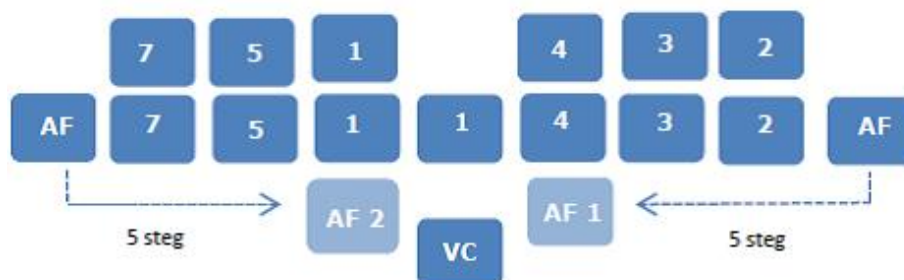 7 5 1 4 3 2
AF 7 5 1 1 4 3 2 AF
AF 2 AF 1
5 steg VC 5 steg